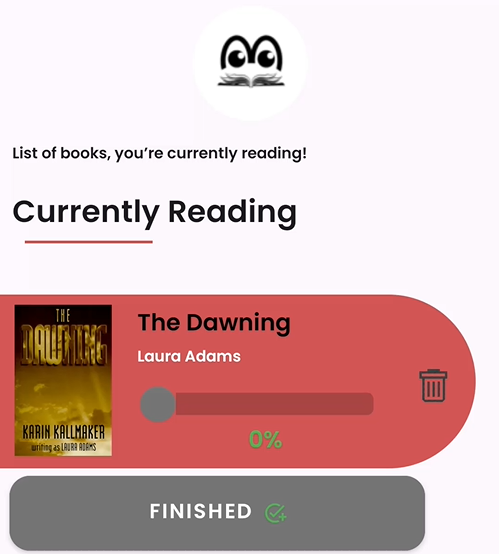 List of books, you’re currently reading!
Currently Reading
THE
DAWNING
KARIN KALLMAKER
writing as LAURA ADAMS
The Dawning
Laura Adams
0%
FINISHED